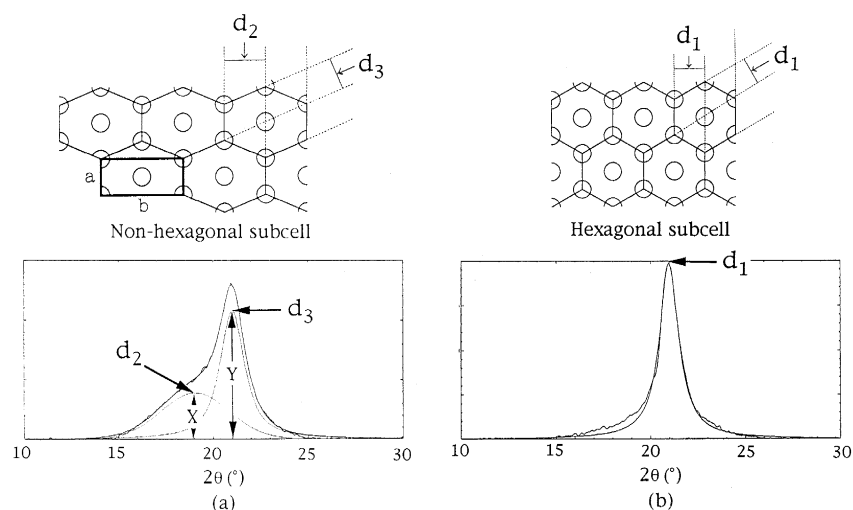 d2
d3
a
b
Non-hexagonal subcell
d1
d1
Hexagonal subcell
d3
d2
Y
X
10 15 20 25 30
2θ (°)
(a)
d1
10 15 20 25 30
2θ (°)
(b)